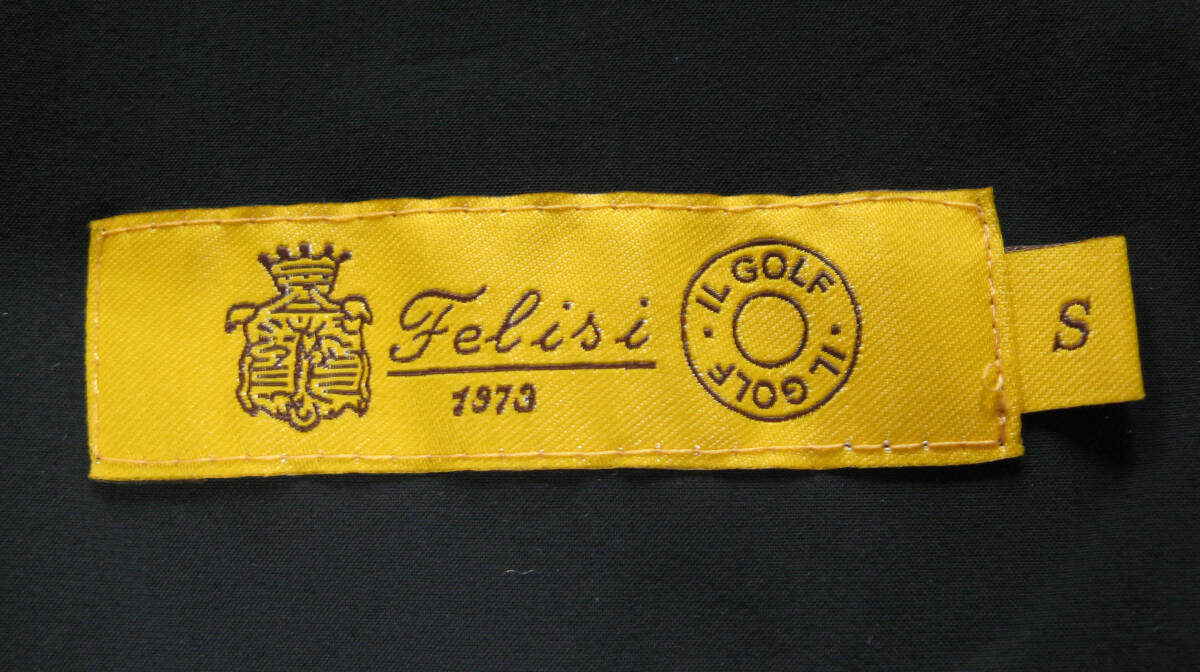 Felisi
1973
IL GOLF · IL GOLF ·
S